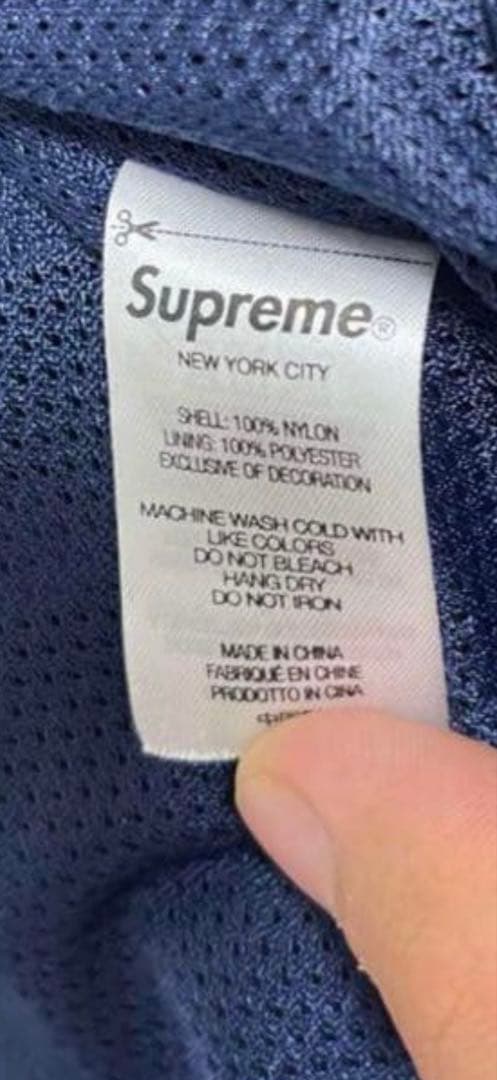 Supreme®
NEW YORK CITY
SHELL: 100% NYLON
LINING: 100% POLYESTER
EXCLUSIVE OF DECORATION
MACHINE WASH COLD WITH
LIKE COLORS
DO NOT BLEACH
HANG DRY
DO NOT IRON
MADE IN CHINA
FABRIQUÉ EN CHINE
PRODOTTO IN CINA